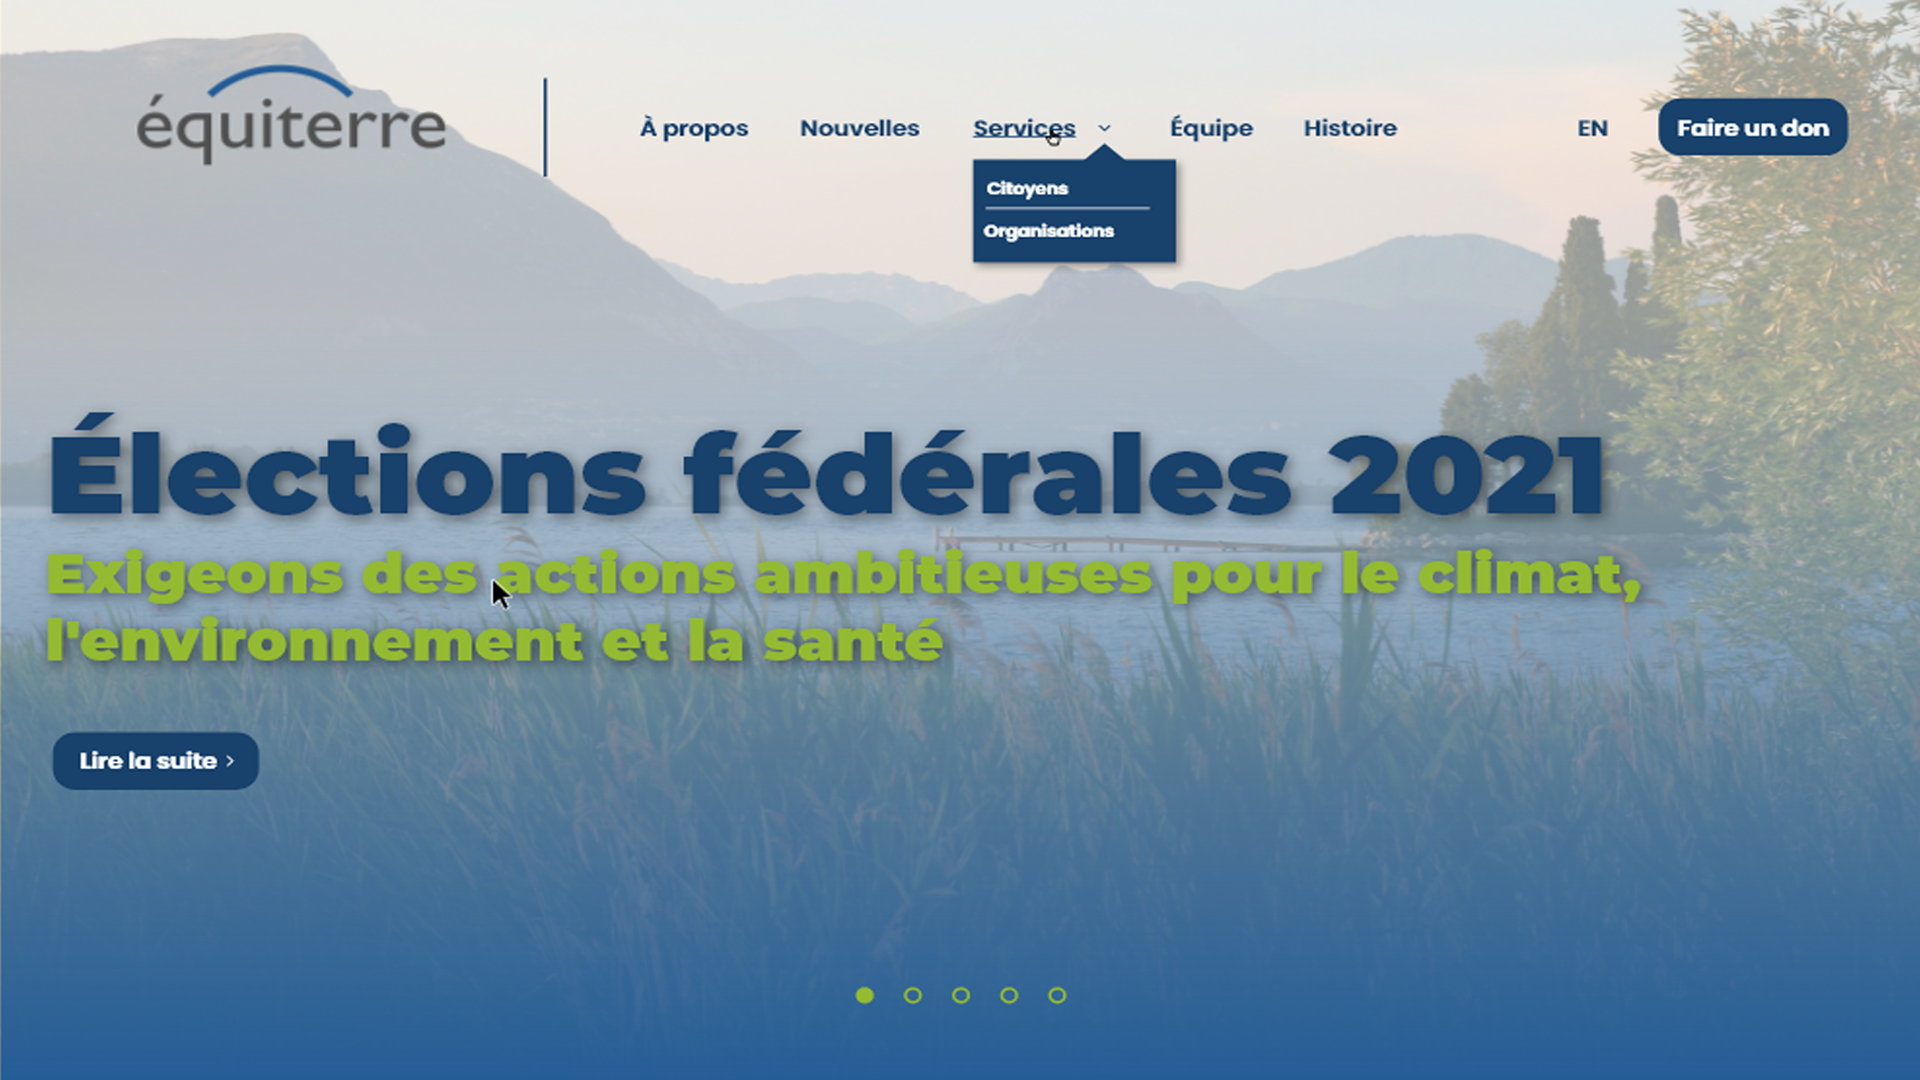 équiterre
À propos
Nouvelles
Services
Équipe
Histoire
EN
Faire un don
Citoyens
Organisations
Élections fédérales 2021
Exigeons des actions ambitieuses pour le climat,
l'environnement et la santé
Lire la suite >